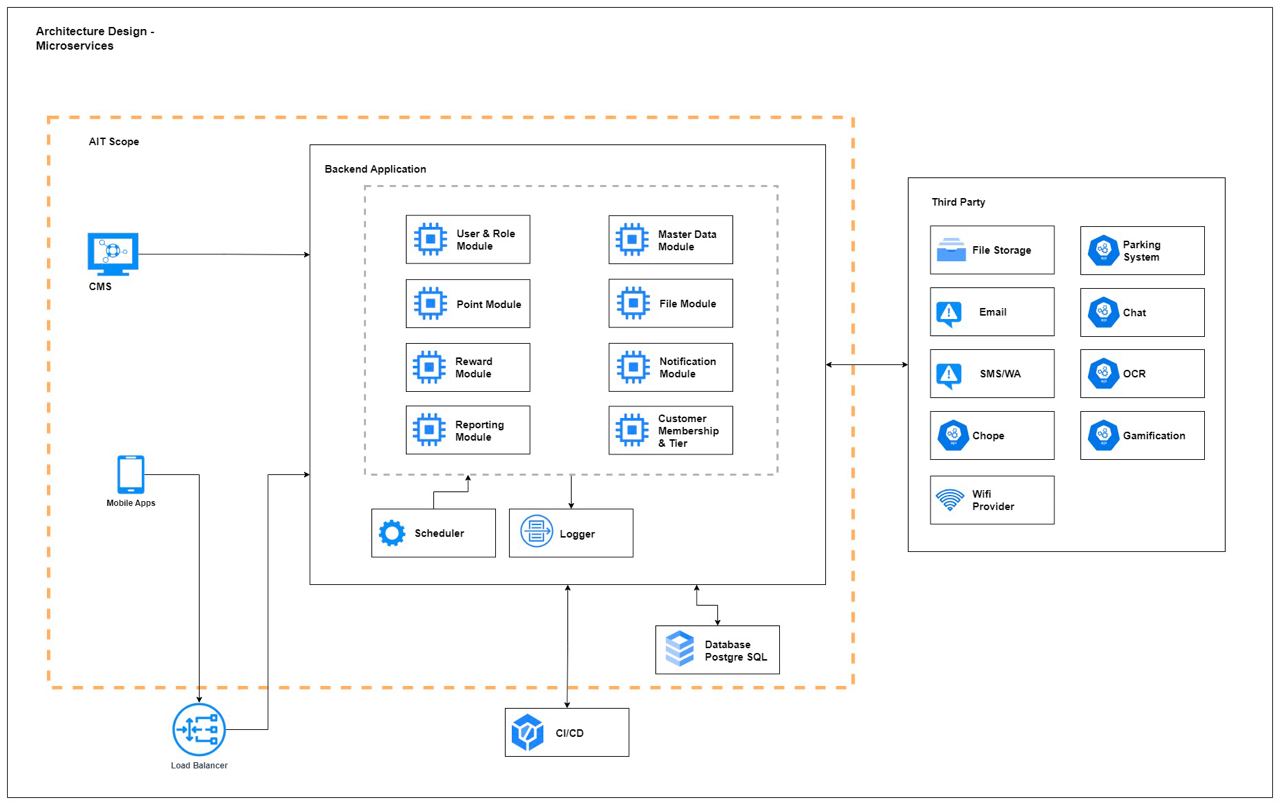 Architecture Design -
Microservices
AIT Scope
Backend Application
User & Role
Module
Master Data
Module
Point Module
File Module
Reward
Module
Notification
Module
Reporting
Module
Customer
Membership
& Tier
Scheduler
Logger
CMS
Mobile Apps
Load Balancer
Database
Postgre SQL
CI/CD
Third Party
File Storage
Parking
System
Email
Chat
SMS/WA
OCR
Chope
Gamification
Wifi
Provider